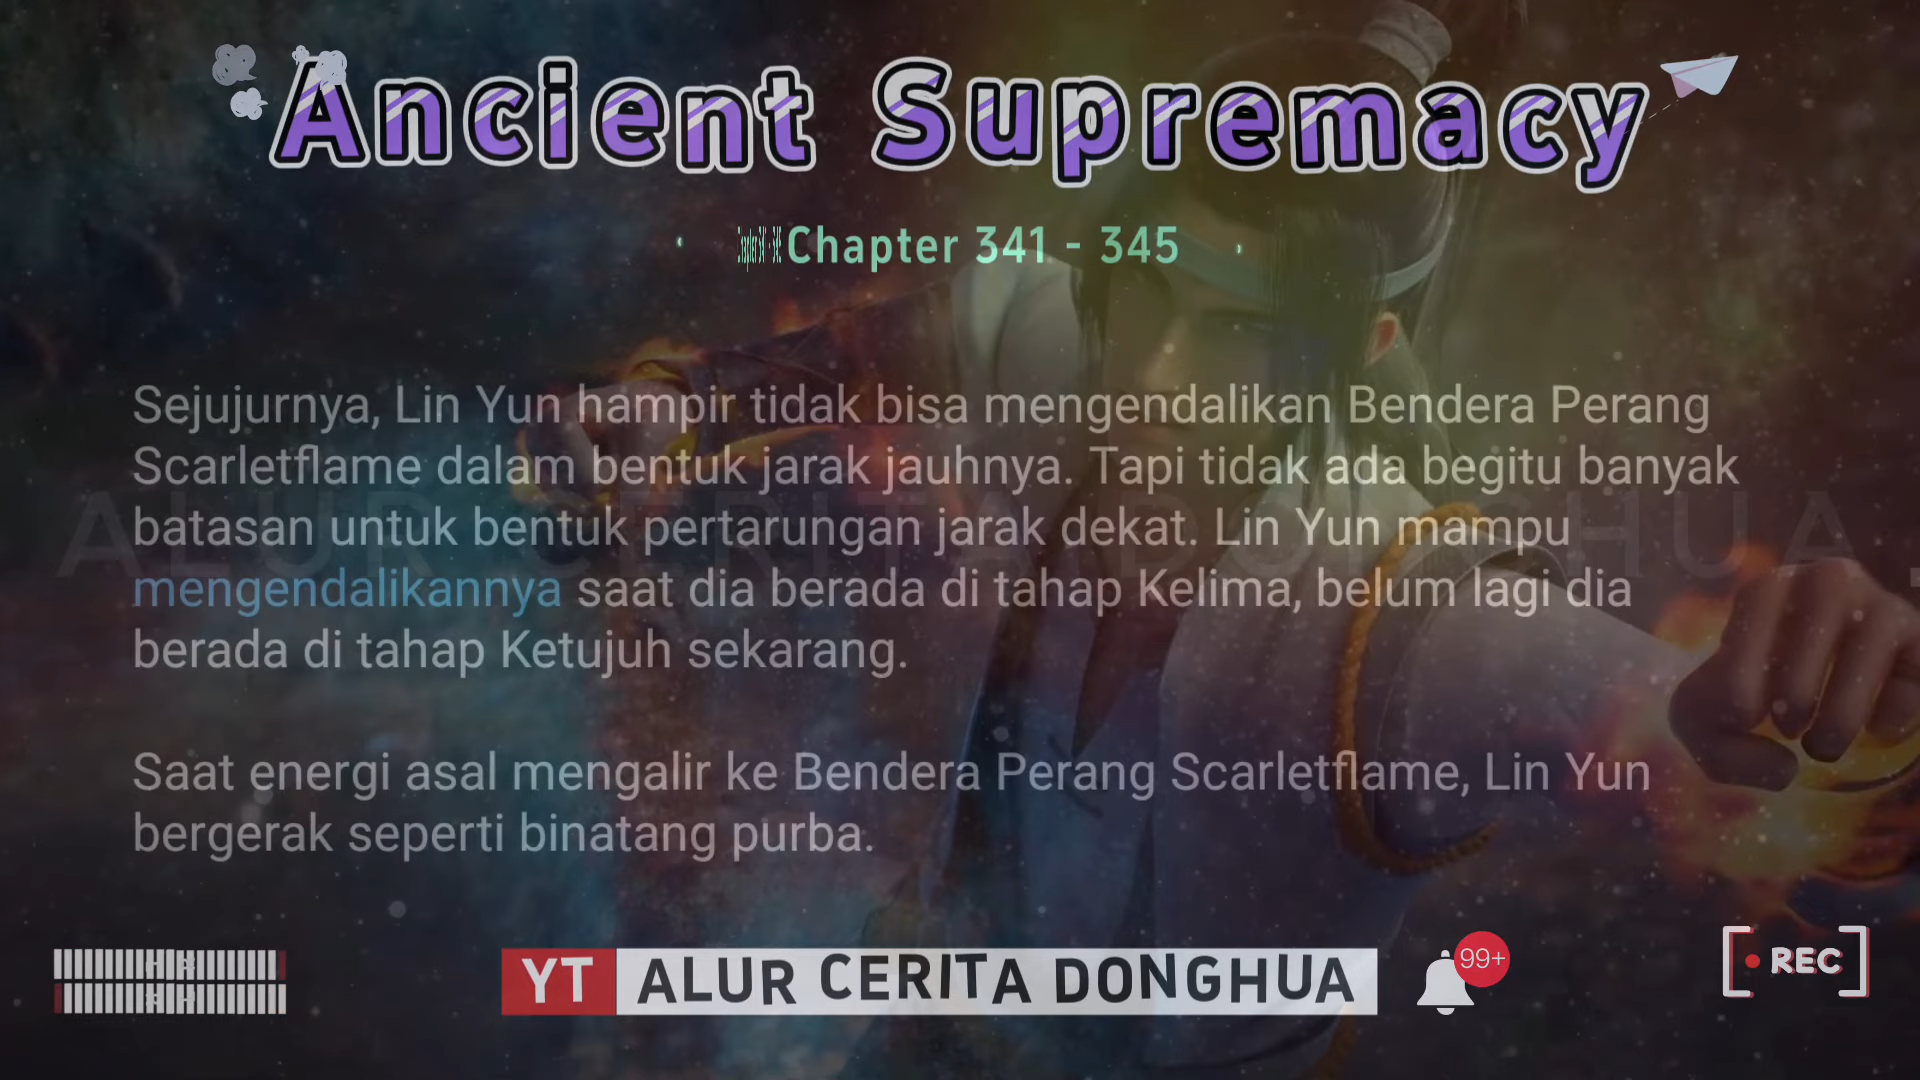 Ancient Supremacy
Chapter 341 - 345
Sejujurnya, Lin Yun hampir tidak bisa mengendalikan Bendera Perang
Scarletflame dalam bentuk jarak jauhnya. Tapi tidak ada begitu banyak
batasan untuk bentuk pertarungan jarak dekat. Lin Yun mampu
mengendalikannya saat dia berada di tahap Kelima, belum lagi dia
berada di tahap Ketujuh sekarang.
Saat energi asal mengalir ke Bendera Perang Scarletflame, Lin Yun
bergerak seperti binatang purba.
ALUR CERITA DONGHUA
YT ALUR CERITA DONGHUA
99+
REC